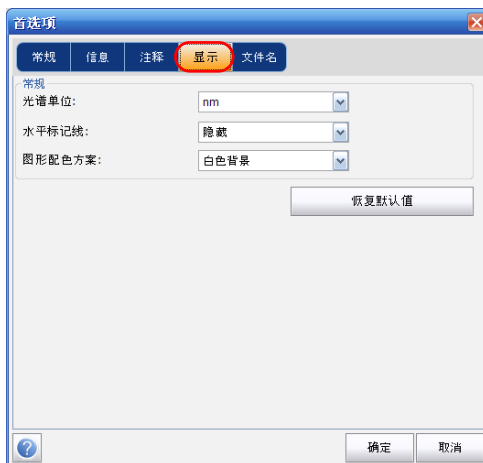 首选项
常规 信息 注释 显示 文件名
常规
光谱单位: nm
水平标记线: 隐藏
图形配色方案: 白色背景
恢复默认值
确定 取消